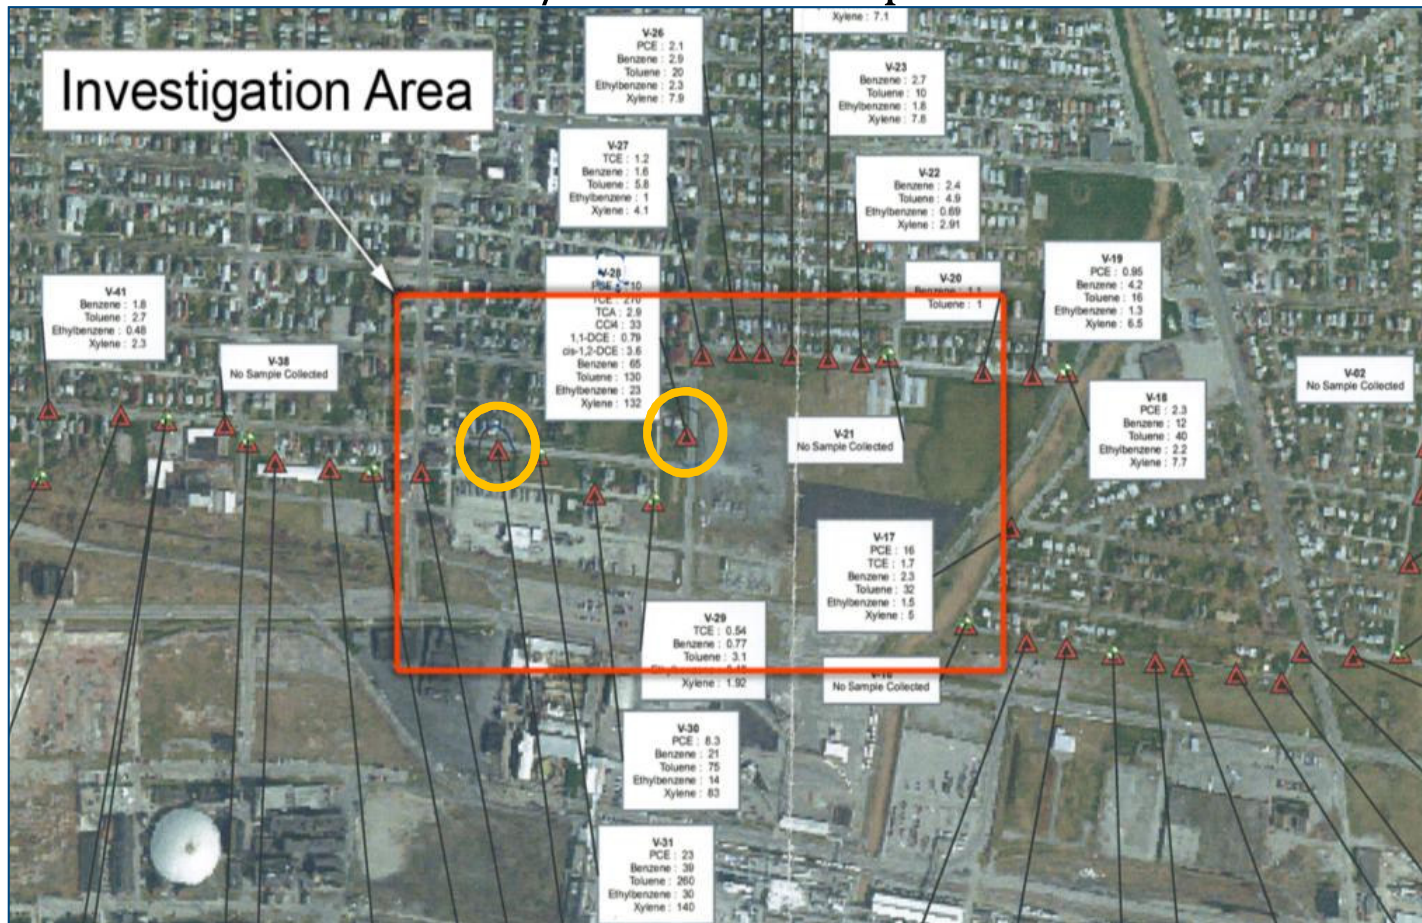 Xylene : 7.1
Investigation Area
V-26
PCE : 2.1
Benzene : 2.9
Toluene : 20
Ethylbenzene : 2.3
Xylene : 7.9
V-23
Benzene : 2.7
Toluene : 10
Ethylbenzene : 1.8
Xylene : 7.8
V-27
TCE : 1.2
Benzene : 1.6
Toluene : 5.8
Ethylbenzene : 1
Xylene : 4.1
V-22
Benzene : 2.4
Toluene : 4.9
Ethylbenzene : 0.69
Xylene : 2.91
V-28
TCE : 270
TCA : 2.9
CCl4 : 33
1,1-DCE : 0.79
cis-1,2-DCE : 3.6
Benzene : 65
Toluene : 130
Ethylbenzene : 23
Xylene : 132
V-20
Benzene : 1.1
Toluene : 1
V-19
PCE : 0.95
Benzene : 4.2
Toluene : 16
Ethylbenzene : 1.3
Xylene : 6.5
V-41
Benzene : 1.8
Toluene : 2.7
Ethylbenzene : 0.48
Xylene : 2.3
V-38
No Sample Collected
V-02
No Sample Collected
V-18
PCE : 2.3
Benzene : 12
Toluene : 40
Ethylbenzene : 2.2
Xylene : 7.7
V-21
No Sample Collected
V-17
PCE : 16
TCE : 1.7
Benzene : 2.3
Toluene : 32
Ethylbenzene : 1.5
Xylene : 5
V-29
TCE : 0.54
Benzene : 0.77
Toluene : 3.1
Xylene : 1.92
V-16
No Sample Collected
V-30
PCE : 8.3
Benzene : 21
Toluene : 75
Ethylbenzene : 14
Xylene : 83
V-31
PCE : 23
Benzene : 39
Toluene : 260
Ethylbenzene : 30
Xylene : 140